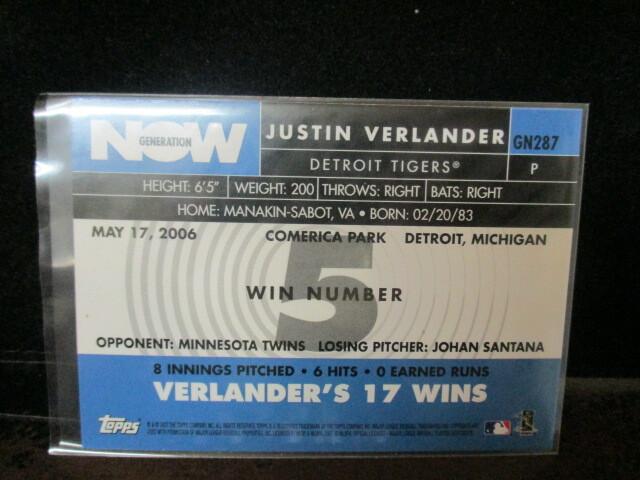 GENERATION
NOW
JUSTIN VERLANDER
GN287
DETROIT TIGERS®
P
HEIGHT: 6'5" WEIGHT: 200 THROWS: RIGHT BATS: RIGHT
HOME: MANAKIN-SABOT, VA • BORN: 02/20/83
MAY 17, 2006 COMERICA PARK DETROIT, MICHIGAN
5
WIN NUMBER
OPPONENT: MINNESOTA TWINS LOSING PITCHER: JOHAN SANTANA
8 INNINGS PITCHED • 6 HITS • 0 EARNED RUNS
VERLANDER'S 17 WINS
Topps